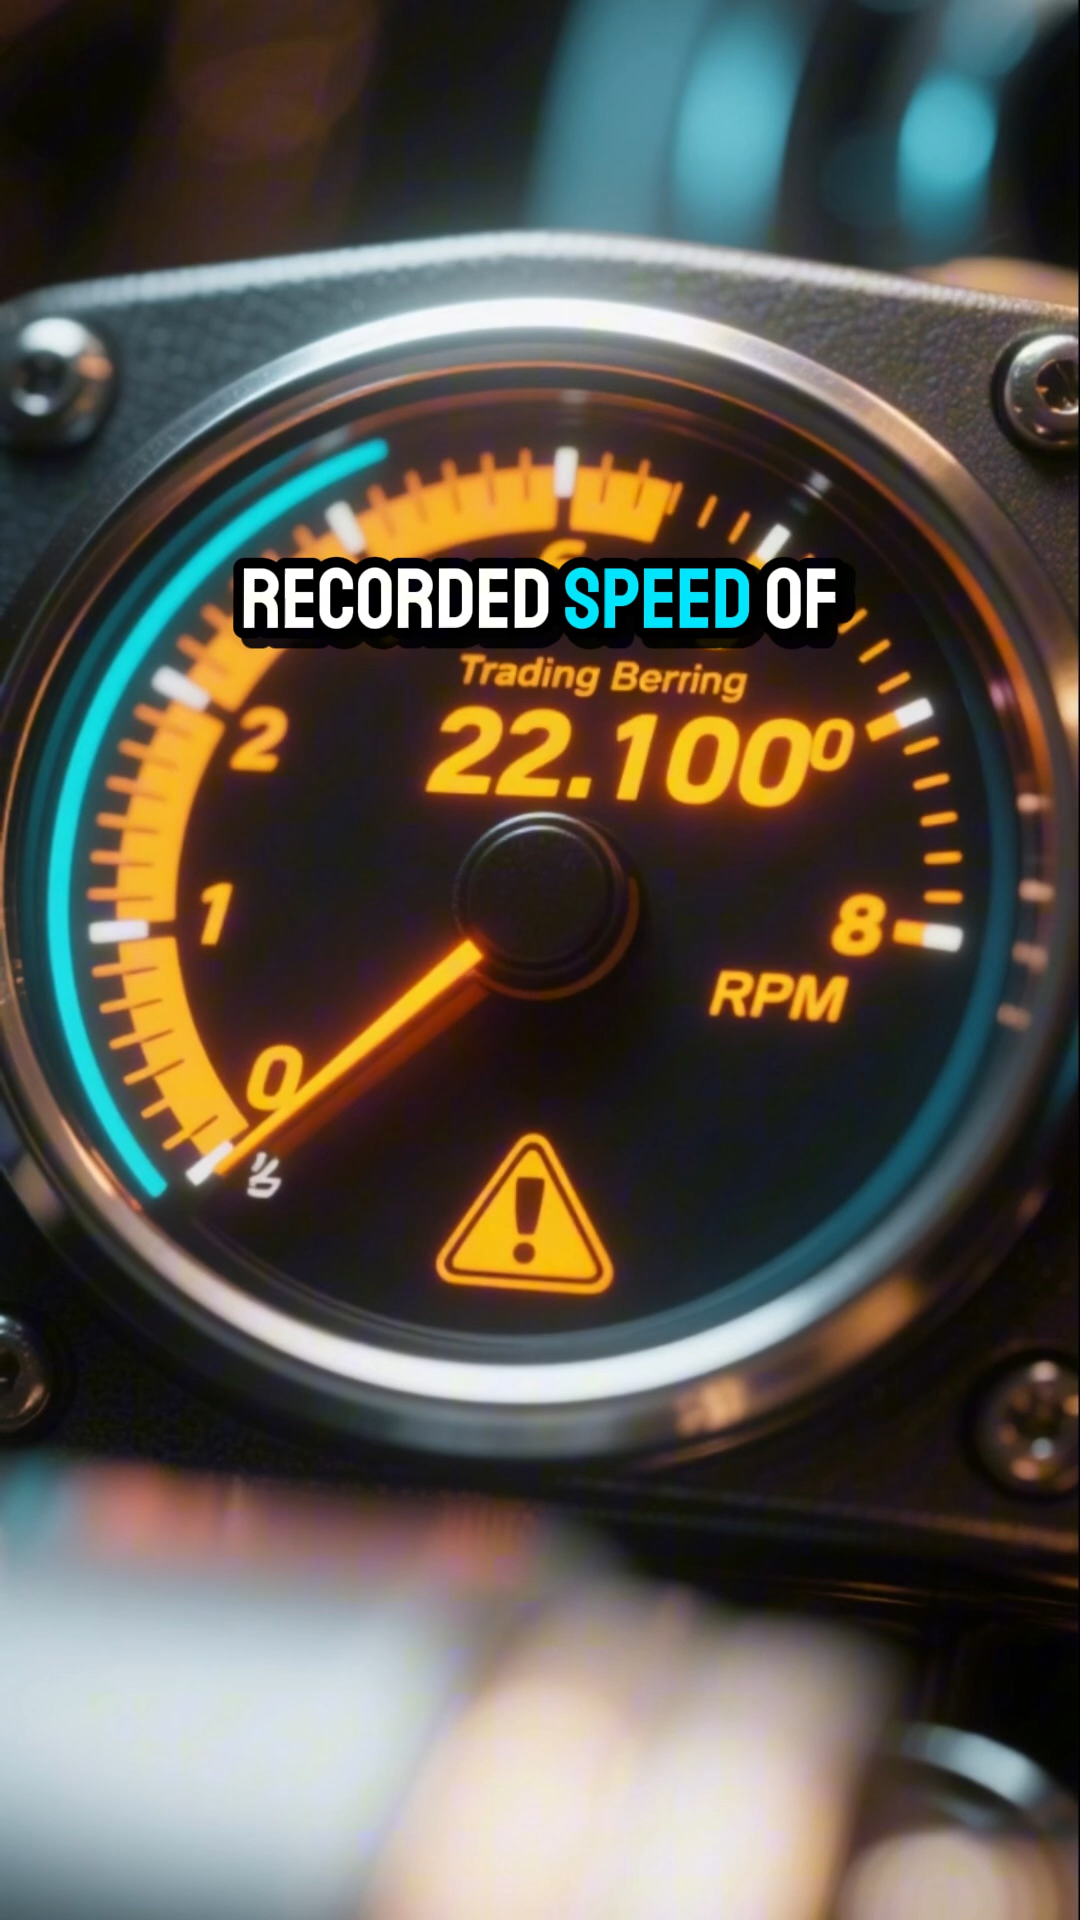 RECORDED SPEED OF
Trading Berring
22.100⁰
2
1
8
RPM
0